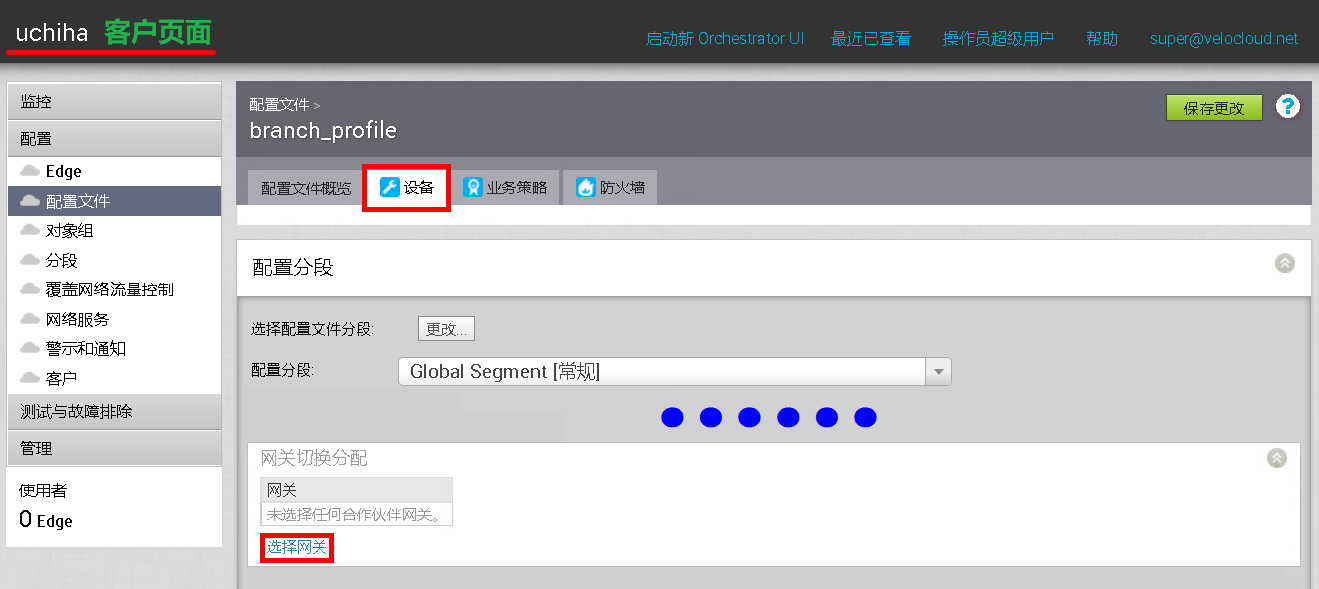 uchiha 客户页面
启动新 Orchestrator UI 最近已查看 操作员超级用户 帮助 super@velocloud.net
监控
配置
Edge
配置文件
对象组
分段
覆盖网络流量控制
网络服务
警示和通知
客户
测试与故障排除
管理
使用者
0 Edge
配置文件 >
branch_profile
保存更改 ?
配置文件概览 设备 业务策略 防火墙
配置分段
选择配置文件分段: 更改...
配置分段: Global Segment [常规]
网关切换分配
网关
未选择任何合作伙伴网关。
选择网关